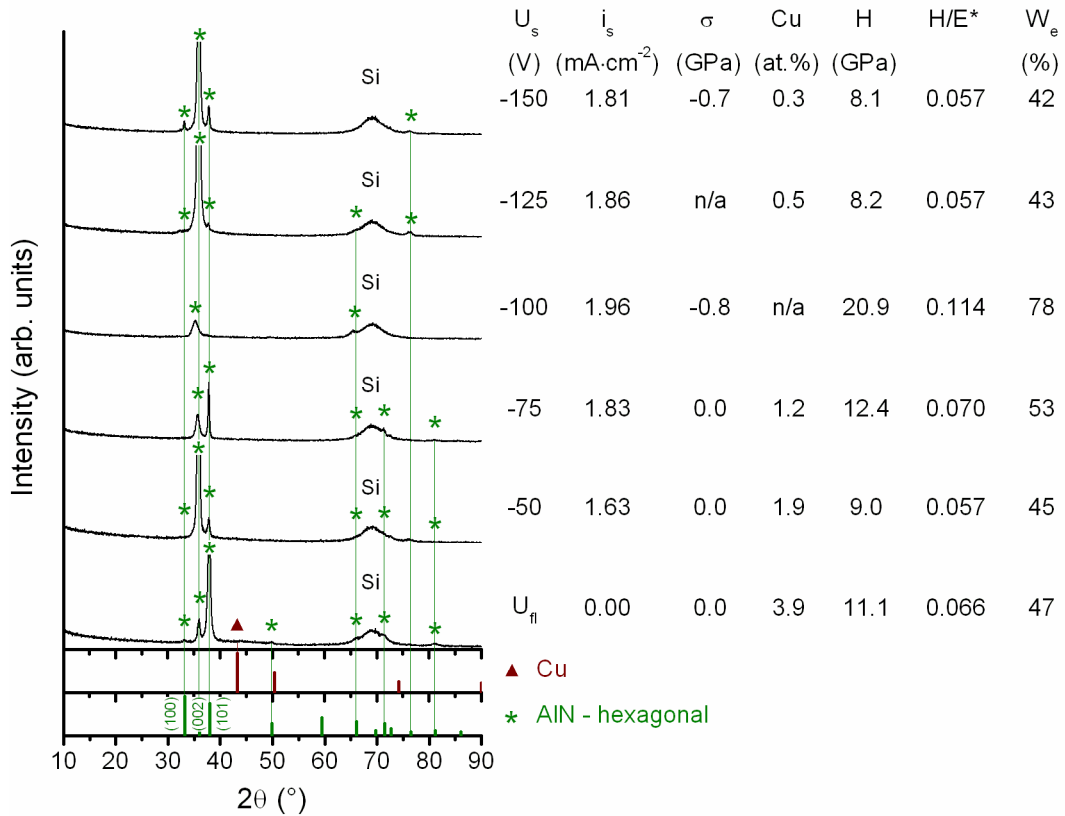 U_s i_s σ Cu H H/E* W_e
(V) (mA·cm⁻²) (GPa) (at.%) (GPa) (%)
Si
-150 1.81 -0.7 0.3 8.1 0.057 42
Si
-125 1.86 n/a 0.5 8.2 0.057 43
Si
-100 1.96 -0.8 n/a 20.9 0.114 78
Si
-75 1.83 0.0 1.2 12.4 0.070 53
Si
-50 1.63 0.0 1.9 9.0 0.057 45
Si
U_fl 0.00 0.0 3.9 11.1 0.066 47
Intensity (arb. units)
▲ Cu
* AlN - hexagonal
(100) (002) (101)
10 20 30 40 50 60 70 80 90
2θ (°)